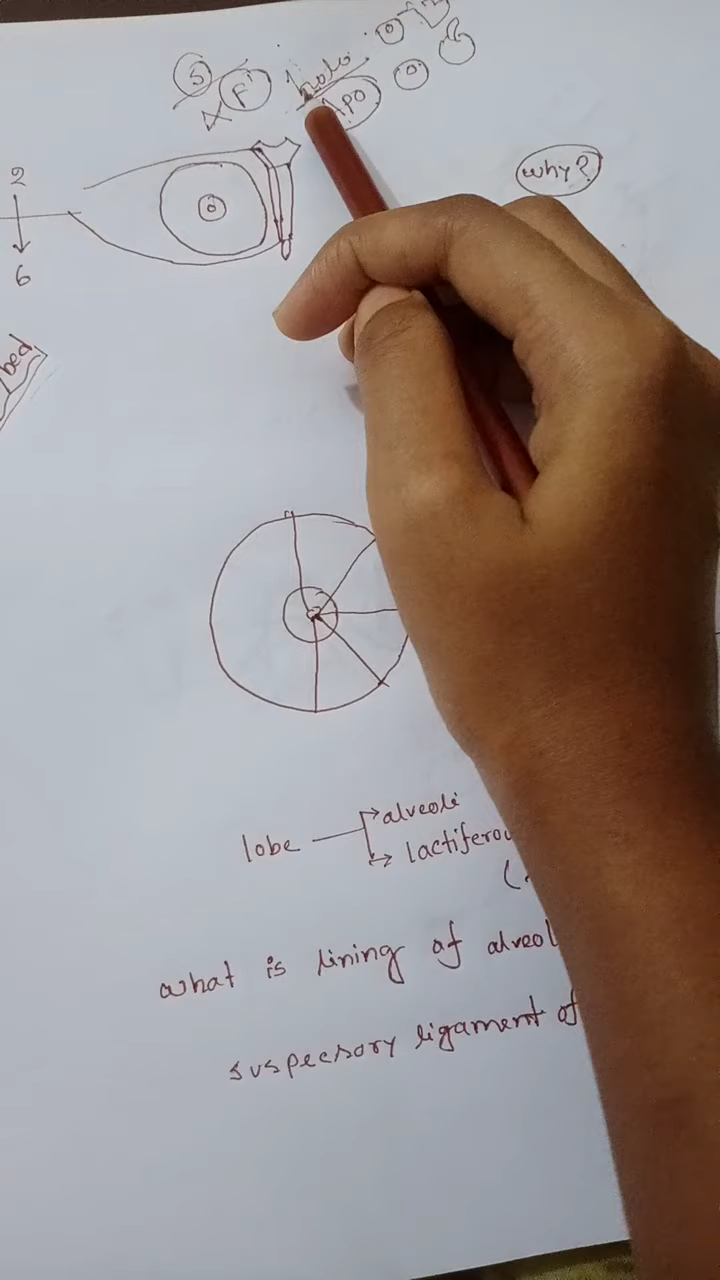 S
F
holo
Apo
2
why?
6
bed
lobe → alveoli
→ lactiferou
what is lining of alveol
suspecsory ligament of